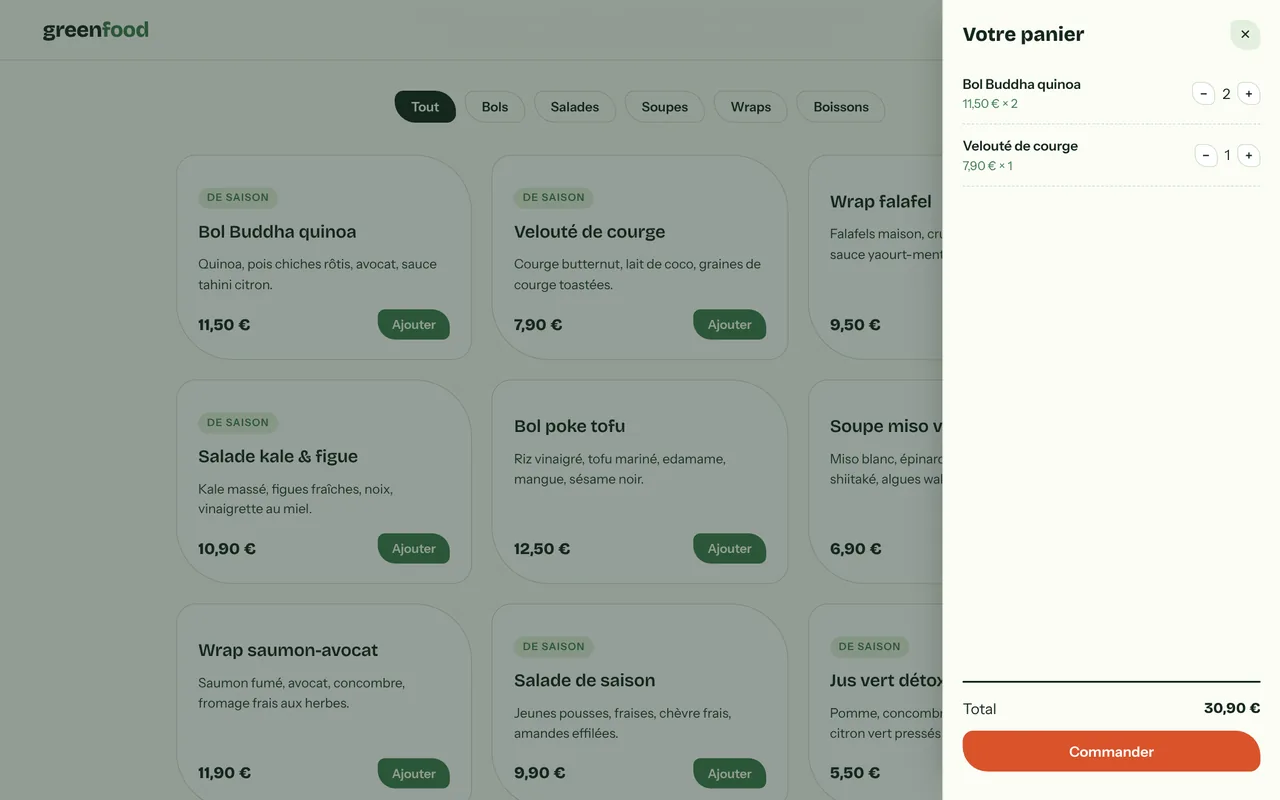 greenfood
Tout
Bols
Salades
Soupes
Wraps
Boissons
DE SAISON
Bol Buddha quinoa
Quinoa, pois chiches rôtis, avocat, sauce
tahini citron.
11,50 €
Ajouter
DE SAISON
Velouté de courge
Courge butternut, lait de coco, graines de
courge toastées.
7,90 €
Ajouter
Wrap falafel
Falafels maison,
sauce
9,50 €
DE SAISON
Salade kale & figue
Kale massé, figues fraîches, noix,
vinaigrette au miel.
10,90 €
Ajouter
Bol poke tofu
Riz vinaigré, tofu mariné, edamame,
mangue, sésame noir.
12,50 €
Ajouter
Soupe miso
Miso blanc,
shiitaké, algues
6,90 €
Wrap saumon-avocat
Saumon fumé, avocat, concombre,
fromage frais aux herbes.
11,90 €
Ajouter
DE SAISON
Salade de saison
Jeunes pousses, fraises, chèvre frais,
amandes effilées.
9,90 €
Ajouter
DE SAISON
Jus vert détox
Pomme,
citron vert pressés
5,50 €
Votre panier
×
Bol Buddha quinoa
11,50 € × 2
− 2 +
Velouté de courge
7,90 € × 1
− 1 +
Total 30,90 €
Commander